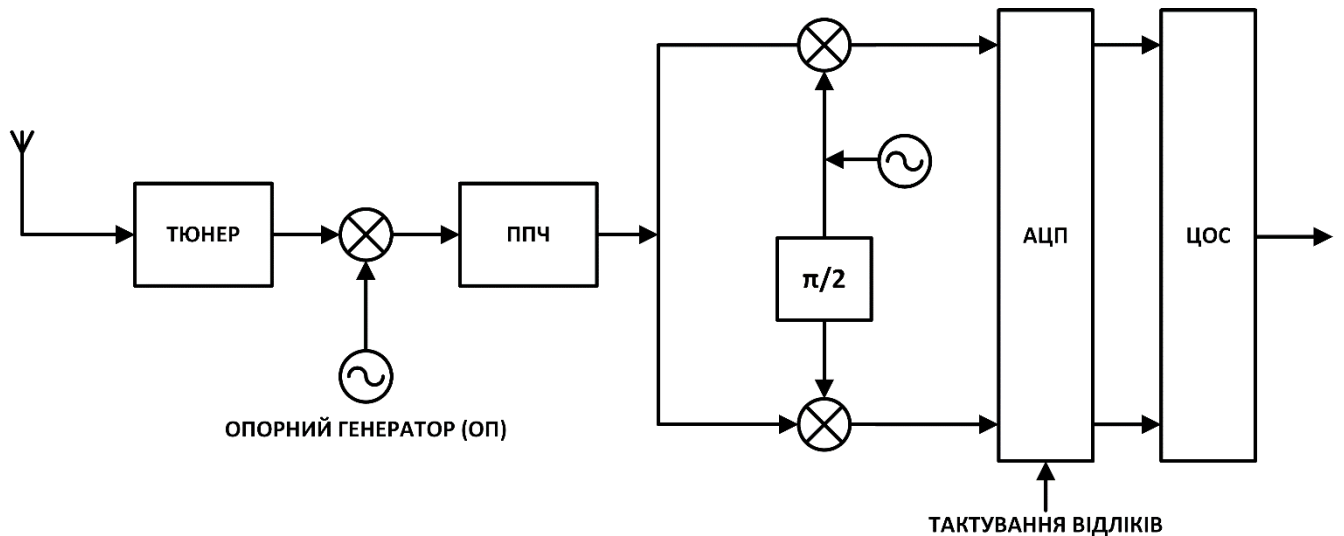 ТЮНЕР
ППЧ
π/2
АЦП
ЦОС
ОПОРНИЙ ГЕНЕРАТОР (ОП)
ТАКТУВАННЯ ВІДЛІКІВ